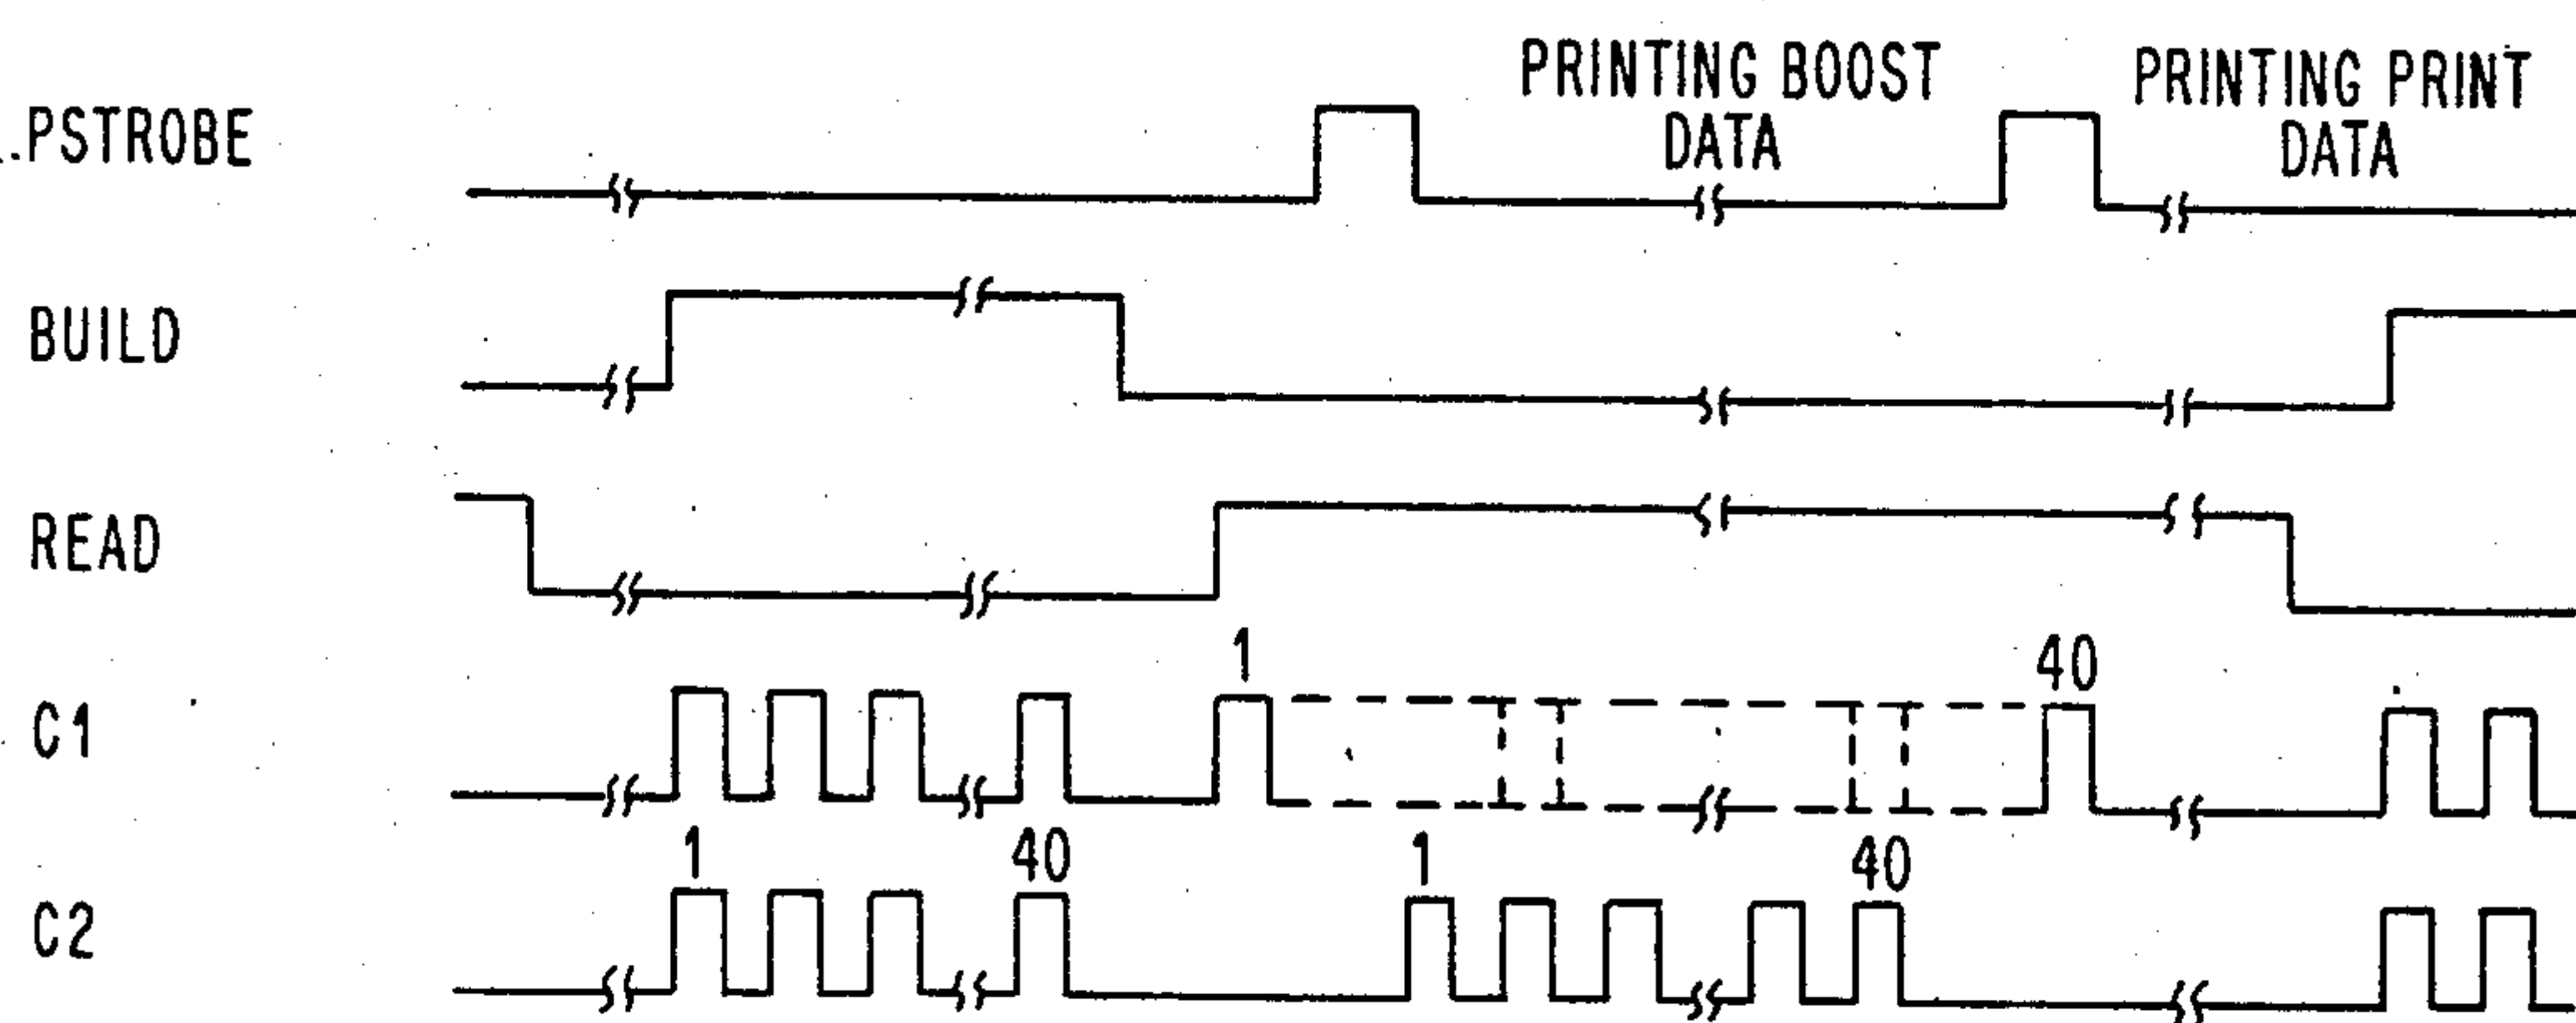 PRINTING BOOST
DATA
PRINTING PRINT
DATA
PSTROBE
BUILD
READ
1
40
C1
1
40
1
40
C2